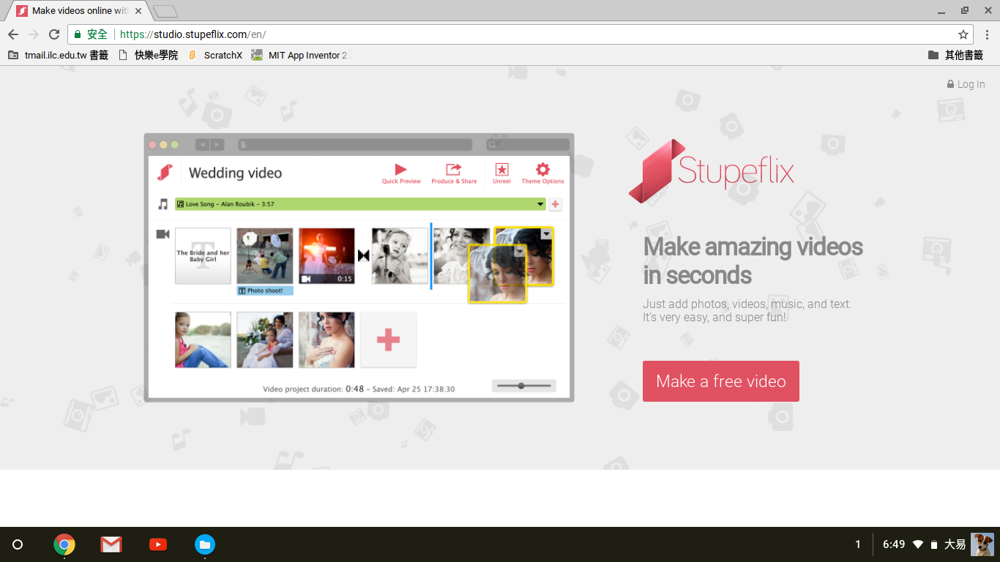 Make videos online wit
安全 https://studio.stupeflix.com/en/
tmail.ilc.edu.tw 書籤 快樂e學院 ScratchX MIT App Inventor 2 其他書籤
Log In
Wedding video
Quick Preview Produce & Share Unreel Theme Options
Love Song – Alan Roubik – 3:57
T
The Bride and her
Baby Girl
0:15
T Photo shoot!
Video project duration: 0:48 – Saved: Apr 25 17:38:30
Stupeflix
Make amazing videos
in seconds
Just add photos, videos, music, and text.
It's very easy, and super fun!
Make a free video
1 6:49 大易